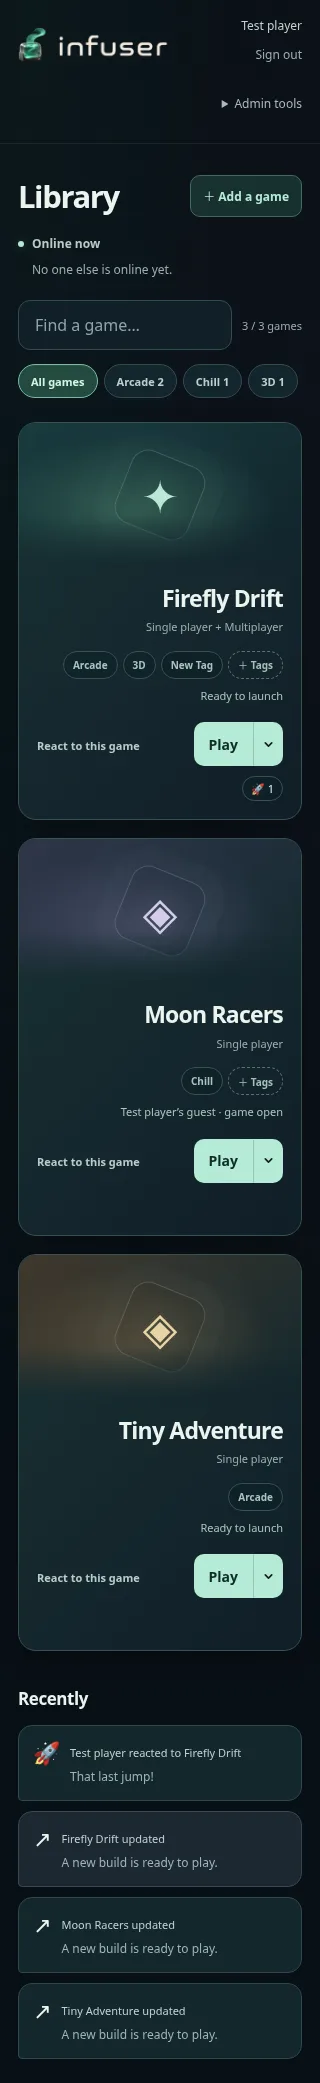 infuser
Test player
Sign out
▶ Admin tools
Library
+ Add a game
Online now
No one else is online yet.
Find a game...
3 / 3 games
All games
Arcade 2
Chill 1
3D 1
Firefly Drift
Single player + Multiplayer
Arcade
3D
New Tag
+ Tags
Ready to launch
React to this game
Play
🚀 1
Moon Racers
Single player
Chill
+ Tags
Test player's guest · game open
React to this game
Play
Tiny Adventure
Single player
Arcade
Ready to launch
React to this game
Play
Recently
Test player reacted to Firefly Drift
That last jump!
Firefly Drift updated
A new build is ready to play.
Moon Racers updated
A new build is ready to play.
Tiny Adventure updated
A new build is ready to play.